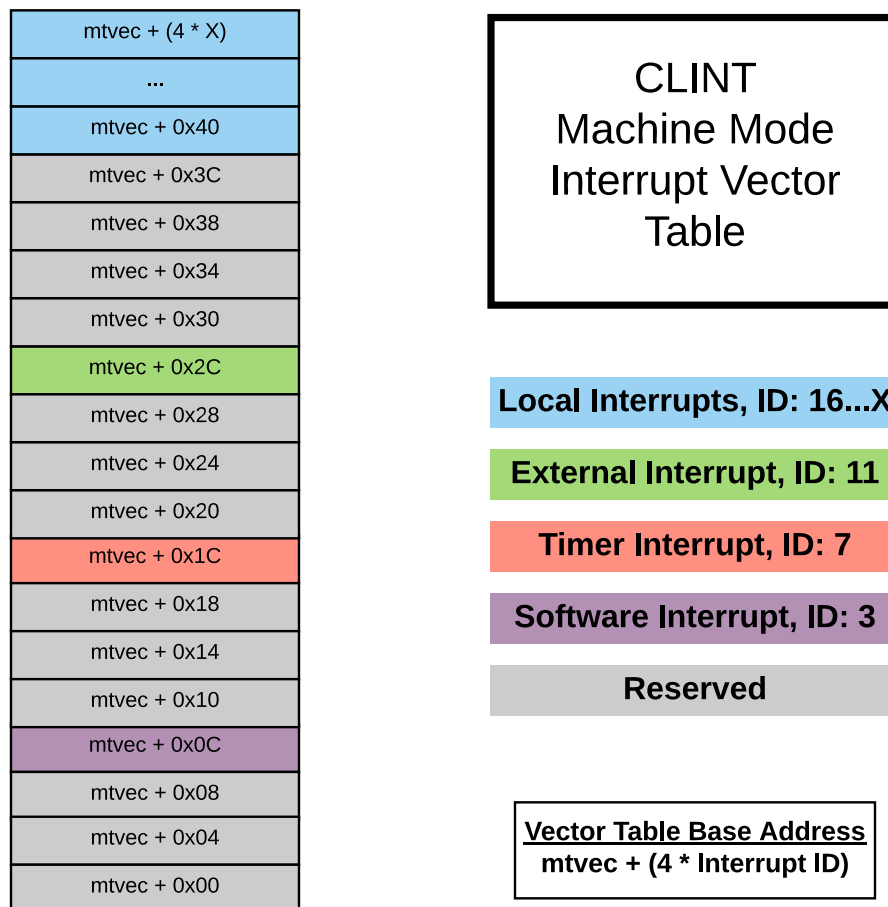 mtvec + (4 * X)
...
mtvec + 0x40
mtvec + 0x3C
mtvec + 0x38
mtvec + 0x34
mtvec + 0x30
mtvec + 0x2C
mtvec + 0x28
mtvec + 0x24
mtvec + 0x20
mtvec + 0x1C
mtvec + 0x18
mtvec + 0x14
mtvec + 0x10
mtvec + 0x0C
mtvec + 0x08
mtvec + 0x04
mtvec + 0x00
CLINT
Machine Mode
Interrupt Vector
Table
Local Interrupts, ID: 16...X
External Interrupt, ID: 11
Timer Interrupt, ID: 7
Software Interrupt, ID: 3
Reserved
Vector Table Base Address
mtvec + (4 * Interrupt ID)